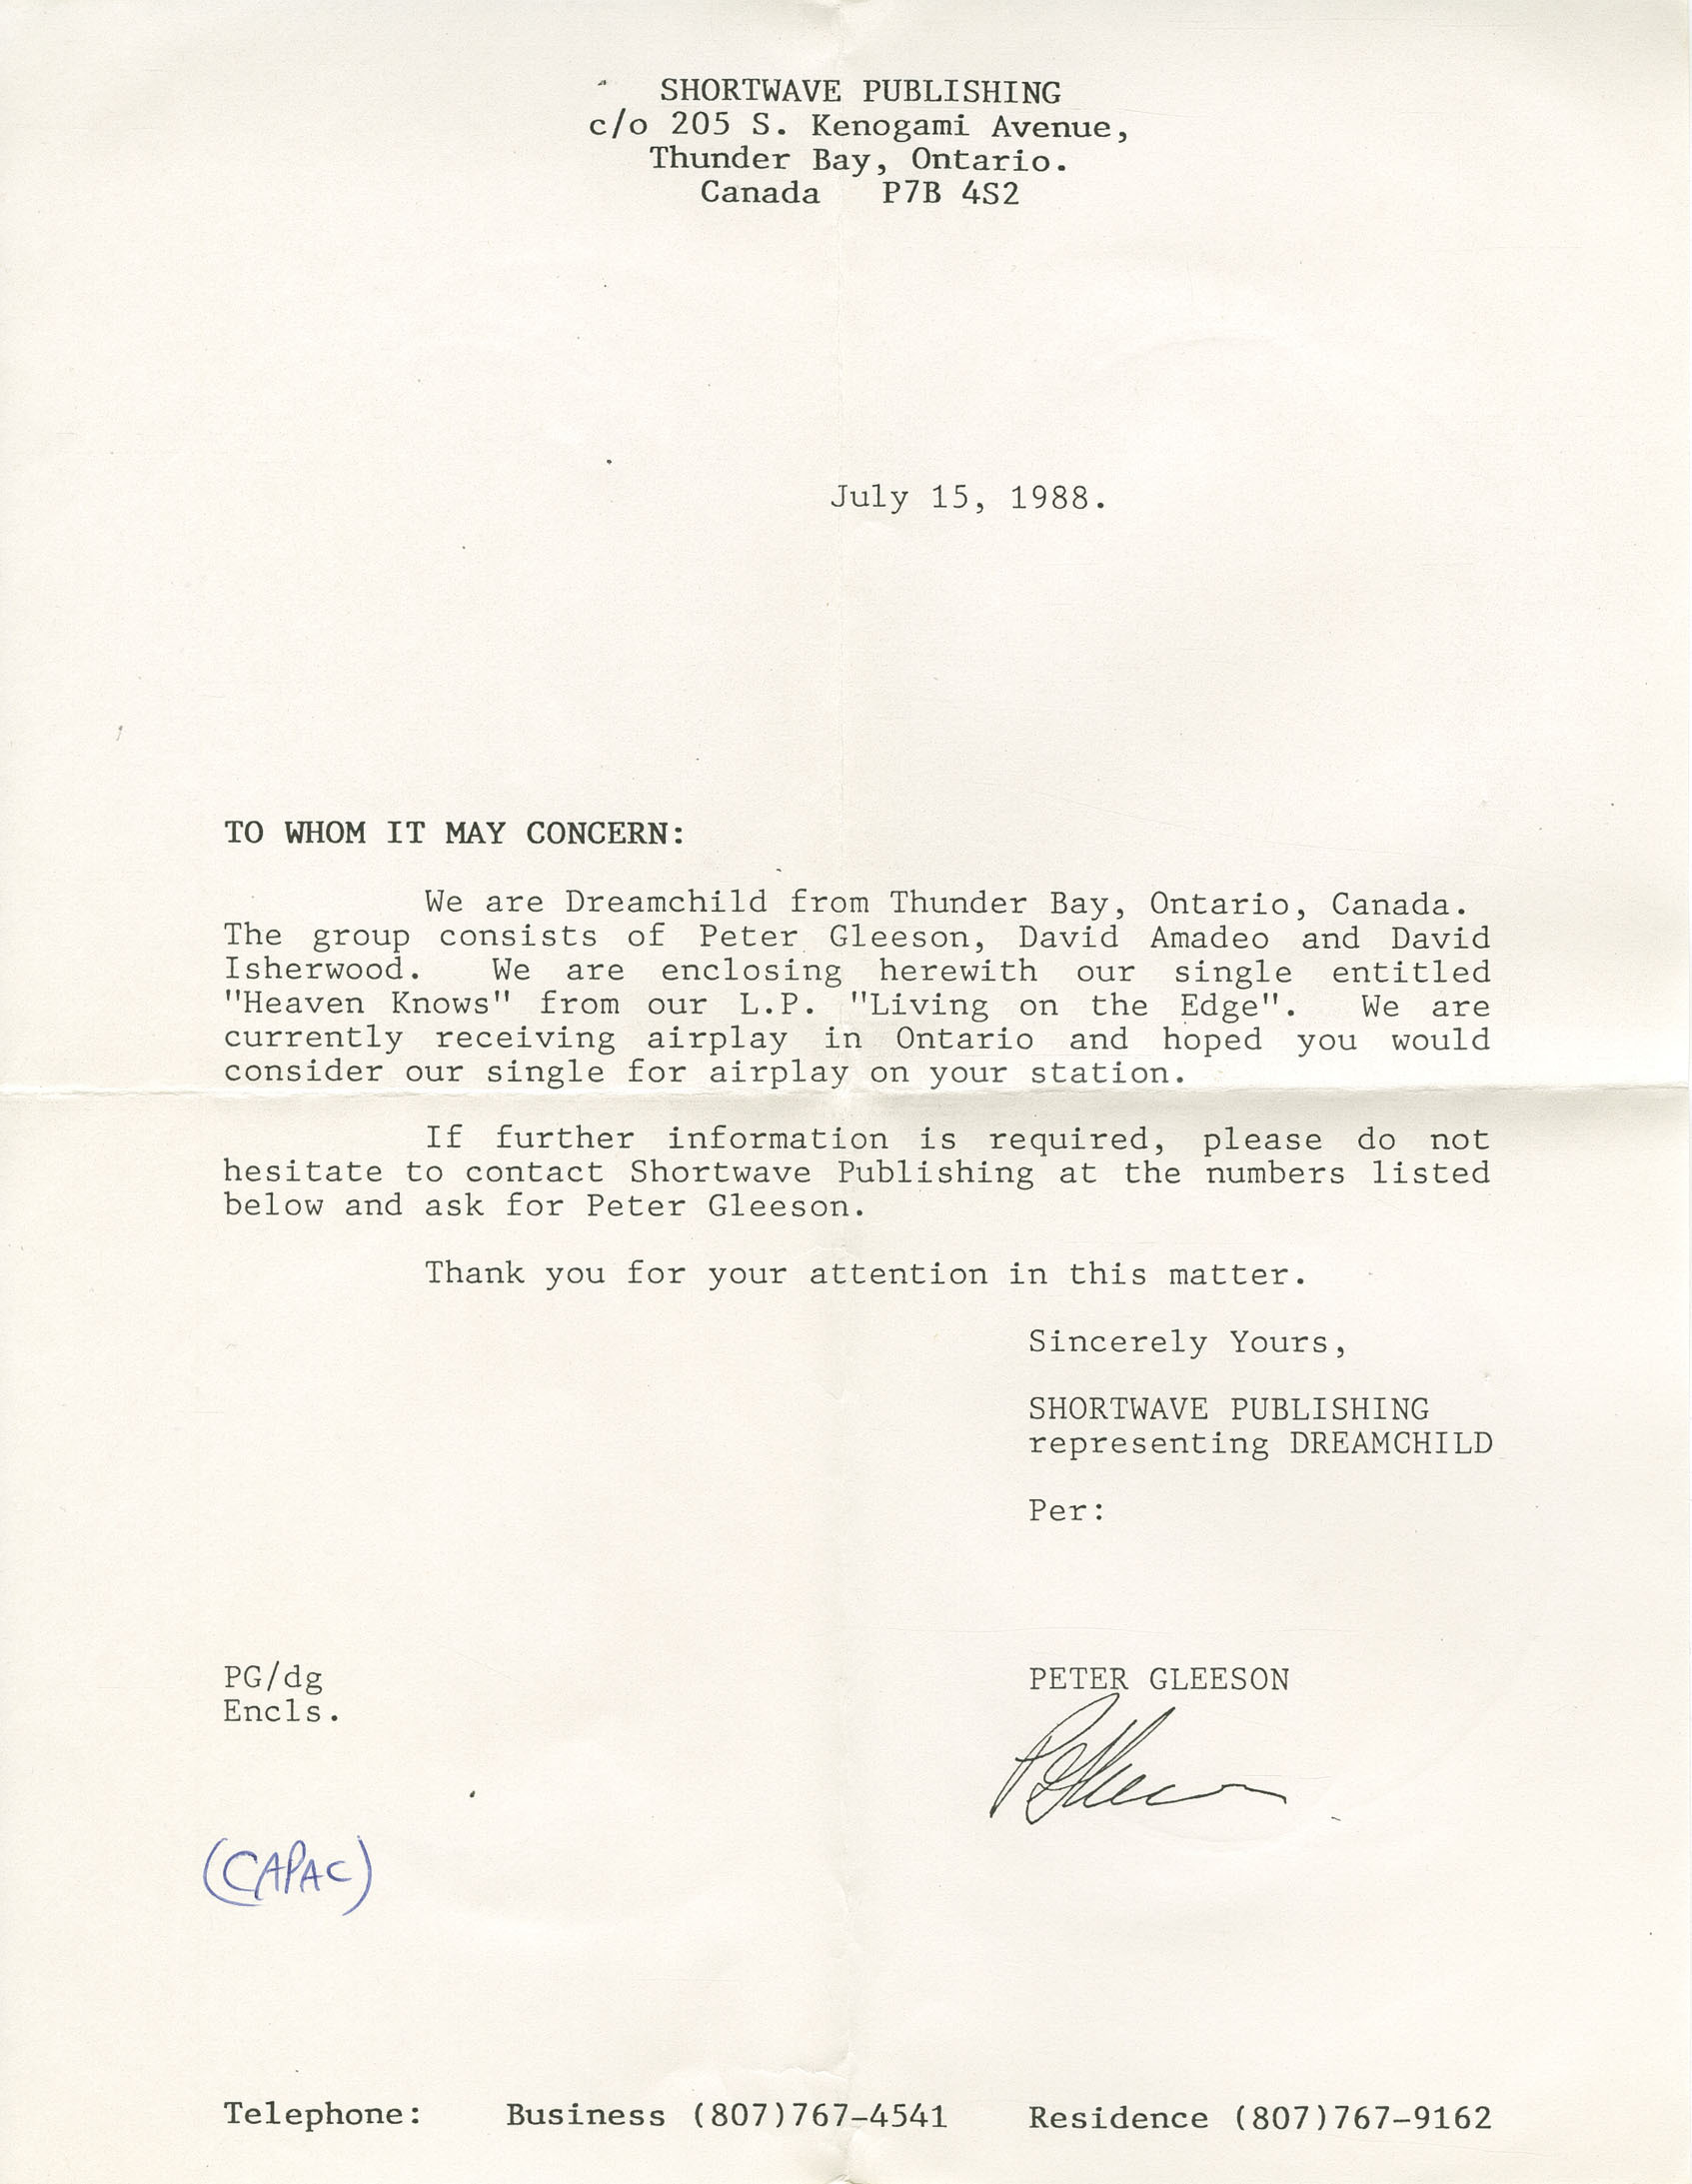 SHORTWAVE PUBLISHING
c/o 205 S. Kenogami Avenue,
Thunder Bay, Ontario.
Canada   P7B 4S2
July 15, 1988.
TO WHOM IT MAY CONCERN:
We are Dreamchild from Thunder Bay, Ontario, Canada.
The group consists of Peter Gleeson, David Amadeo and David
Isherwood. We are enclosing herewith our single entitled
"Heaven Knows" from our L.P. "Living on the Edge". We are
currently receiving airplay in Ontario and hoped you would
consider our single for airplay on your station.
If further information is required, please do not
hesitate to contact Shortwave Publishing at the numbers listed
below and ask for Peter Gleeson.
Thank you for your attention in this matter.
Sincerely Yours,
SHORTWAVE PUBLISHING
representing DREAMCHILD
Per:
PG/dg
Encls.
PETER GLEESON
(CAPAC)
Telephone: Business (807)767-4541 Residence (807)767-9162